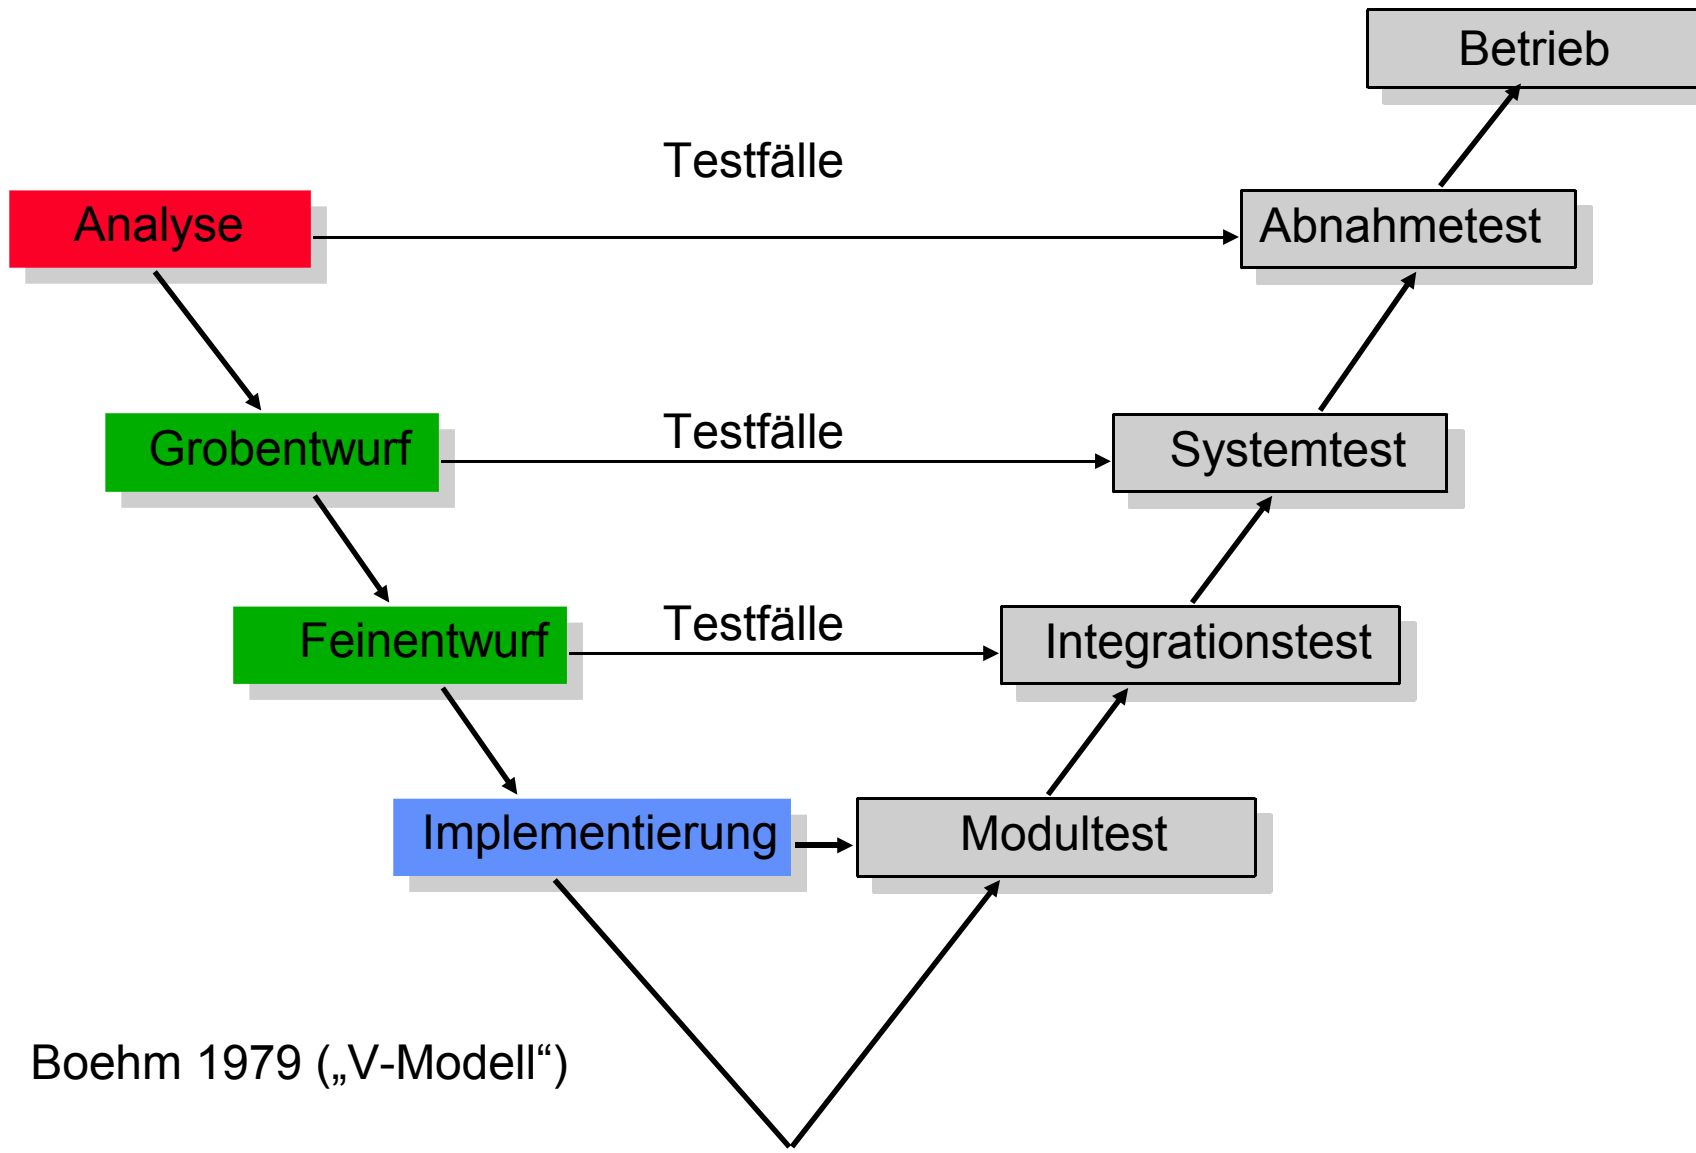 Betrieb
Testfälle
Analyse
Abnahmetest
Testfälle
Grobentwurf
Systemtest
Testfälle
Feinentwurf
Integrationstest
Implementierung
Modultest
Boehm 1979 („V-Modell“)